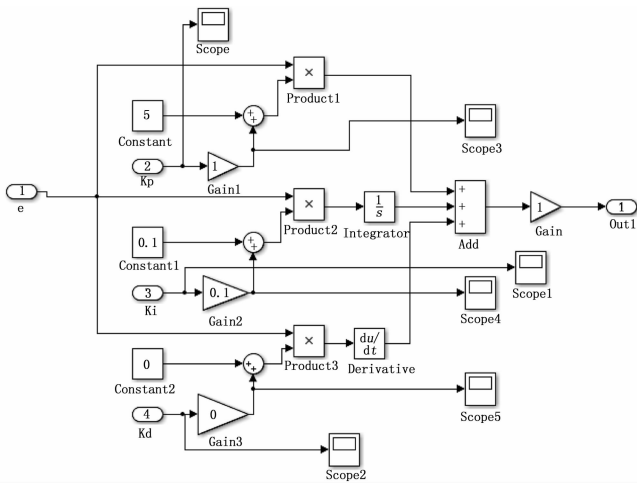 Scope
×
Product1
5
+
+
Constant
2
Kp
1
Gain1
Scope3
1
e
×
Product2
1
s
Integrator
+
+
+
Add
1
Gain
1
Out1
0.1
+
+
Constant1
3
Ki
0.1
Gain2
Scope1
Scope4
×
Product3
du/
dt
Derivative
0
+
+
Constant2
4
Kd
0
Gain3
Scope5
Scope2